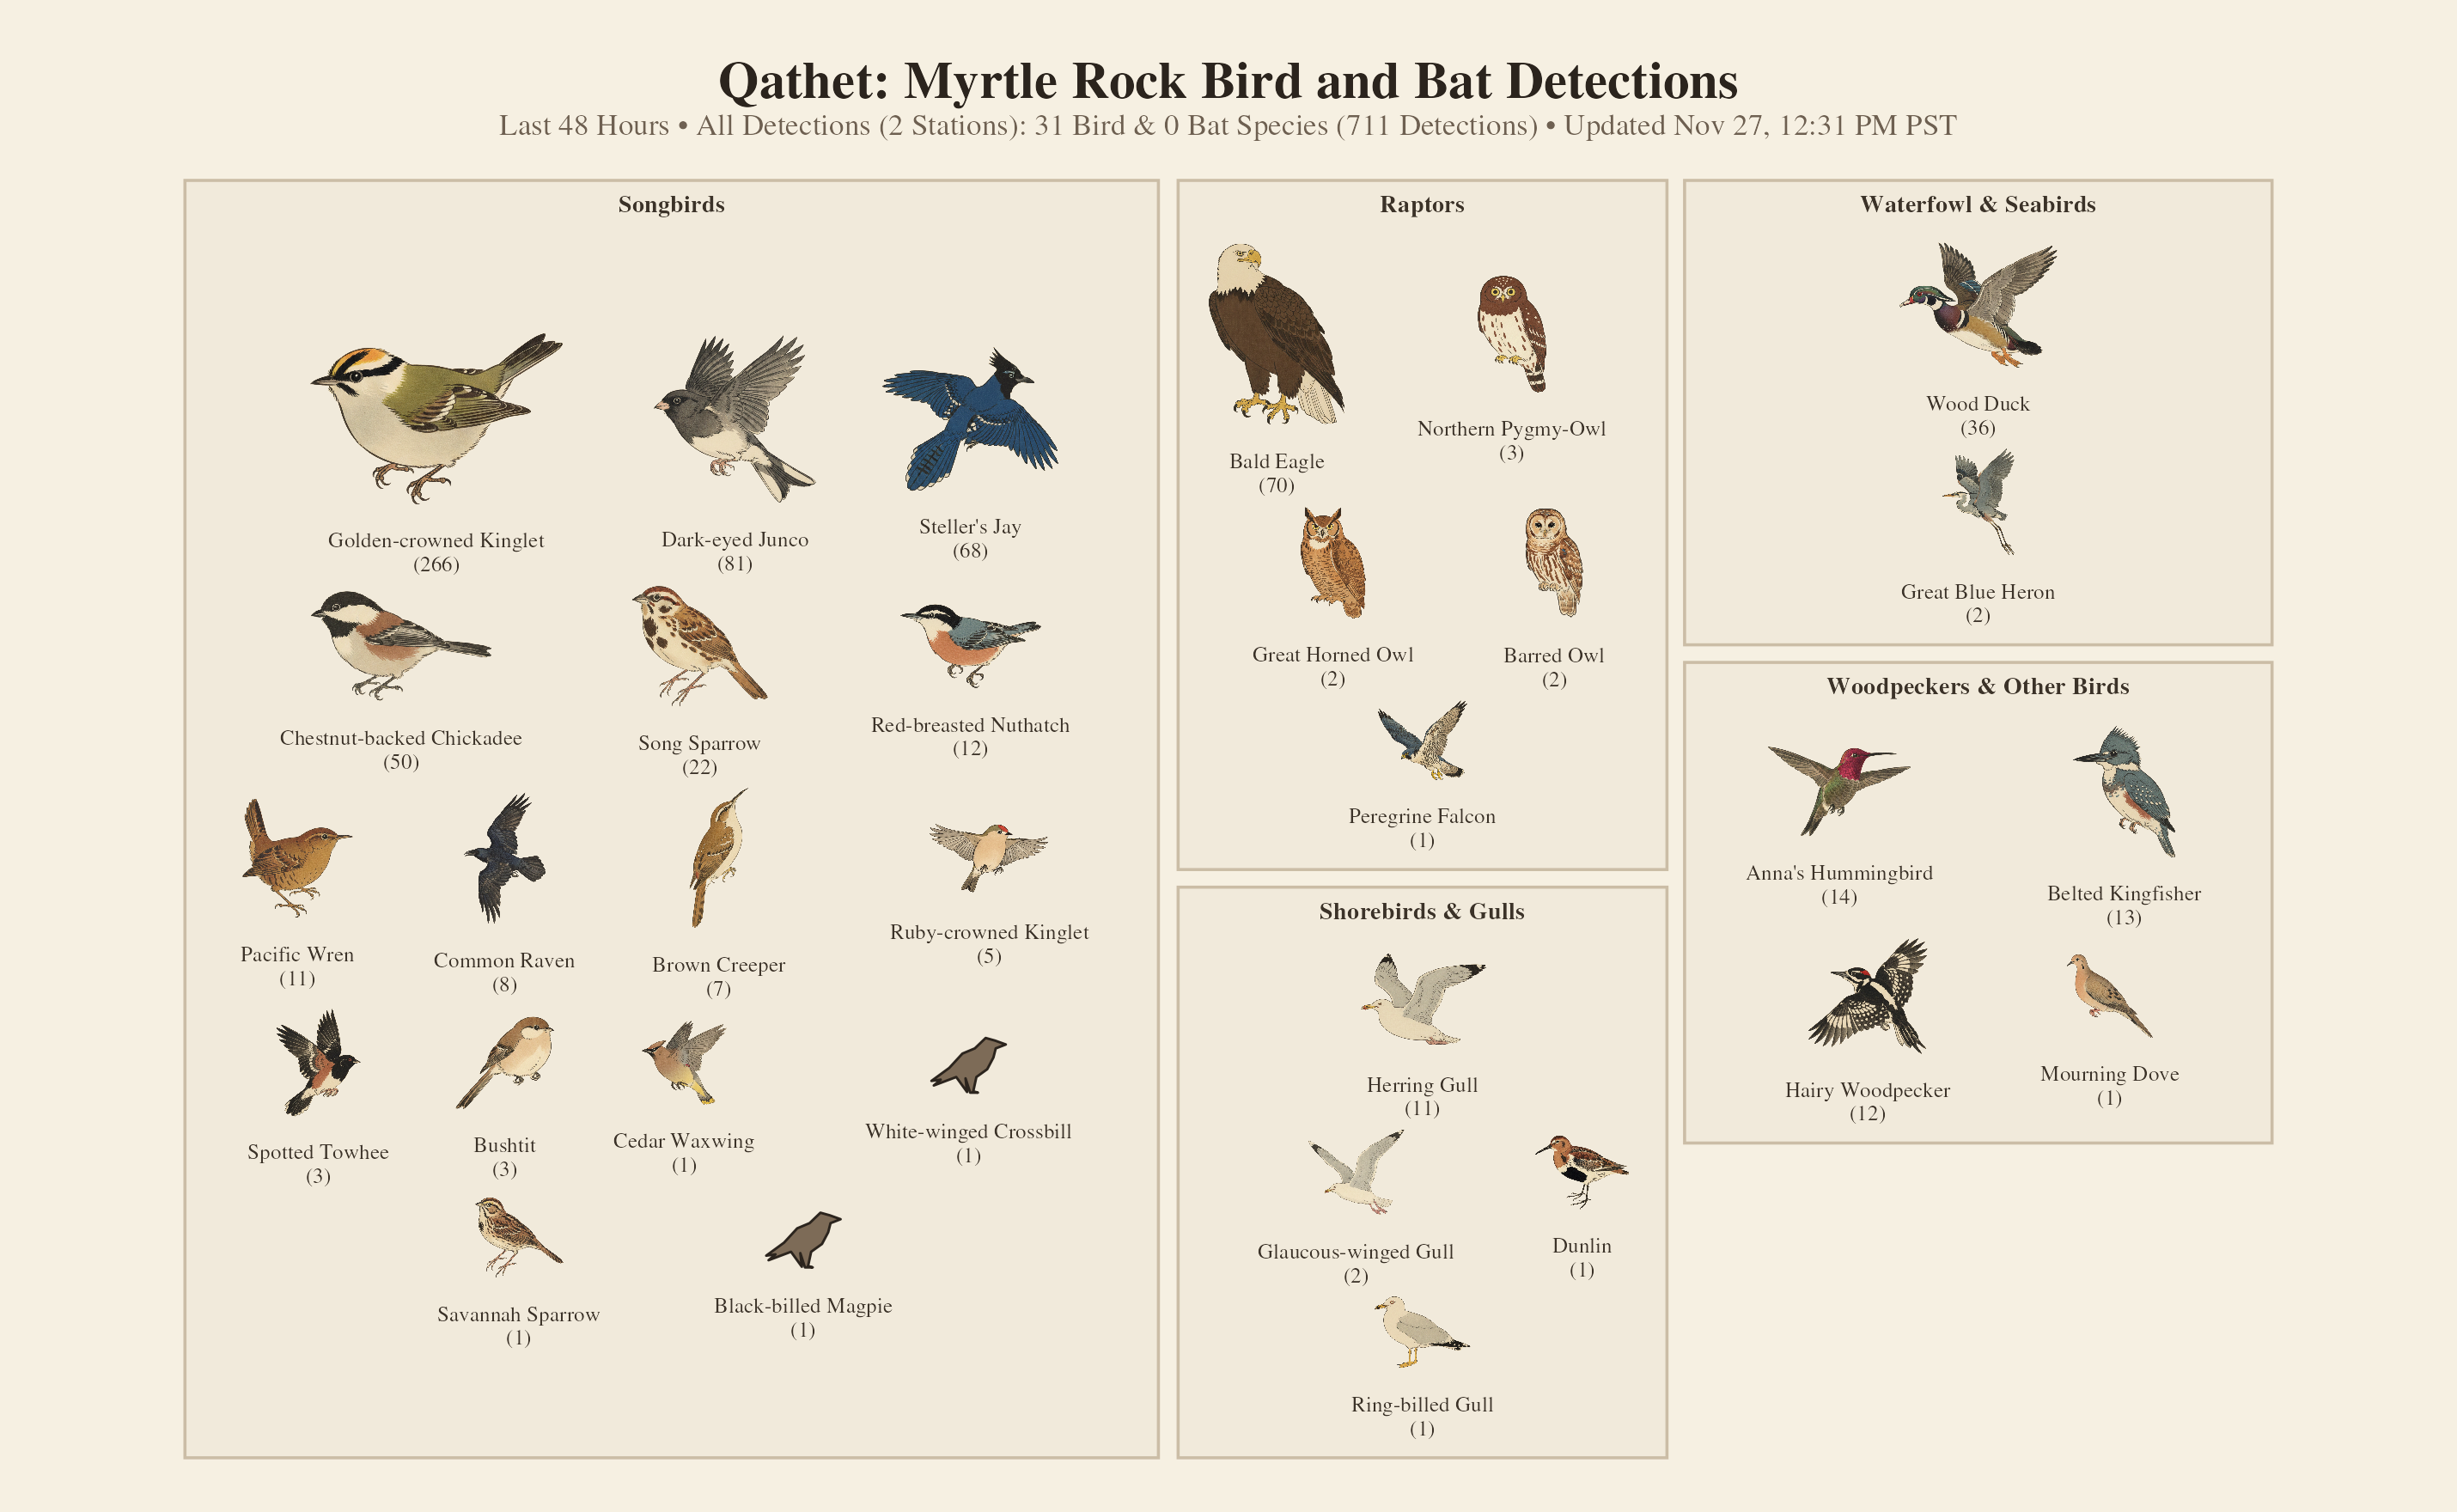 Qathet: Myrtle Rock Bird and Bat Detections
Last 48 Hours • All Detections (2 Stations): 31 Bird & 0 Bat Species (711 Detections) • Updated Nov 27, 12:31 PM PST
Songbirds
Golden-crowned Kinglet
(266)
Dark-eyed Junco
(81)
Steller's Jay
(68)
Chestnut-backed Chickadee
(50)
Song Sparrow
(22)
Red-breasted Nuthatch
(12)
Pacific Wren
(11)
Common Raven
(8)
Brown Creeper
(7)
Ruby-crowned Kinglet
(5)
Spotted Towhee
(3)
Bushtit
(3)
Cedar Waxwing
(1)
White-winged Crossbill
(1)
Savannah Sparrow
(1)
Black-billed Magpie
(1)
Raptors
Bald Eagle
(70)
Northern Pygmy-Owl
(3)
Great Horned Owl
(2)
Barred Owl
(2)
Peregrine Falcon
(1)
Shorebirds & Gulls
Herring Gull
(11)
Glaucous-winged Gull
(2)
Dunlin
(1)
Ring-billed Gull
(1)
Waterfowl & Seabirds
Wood Duck
(36)
Great Blue Heron
(2)
Woodpeckers & Other Birds
Anna's Hummingbird
(14)
Belted Kingfisher
(13)
Hairy Woodpecker
(12)
Mourning Dove
(1)